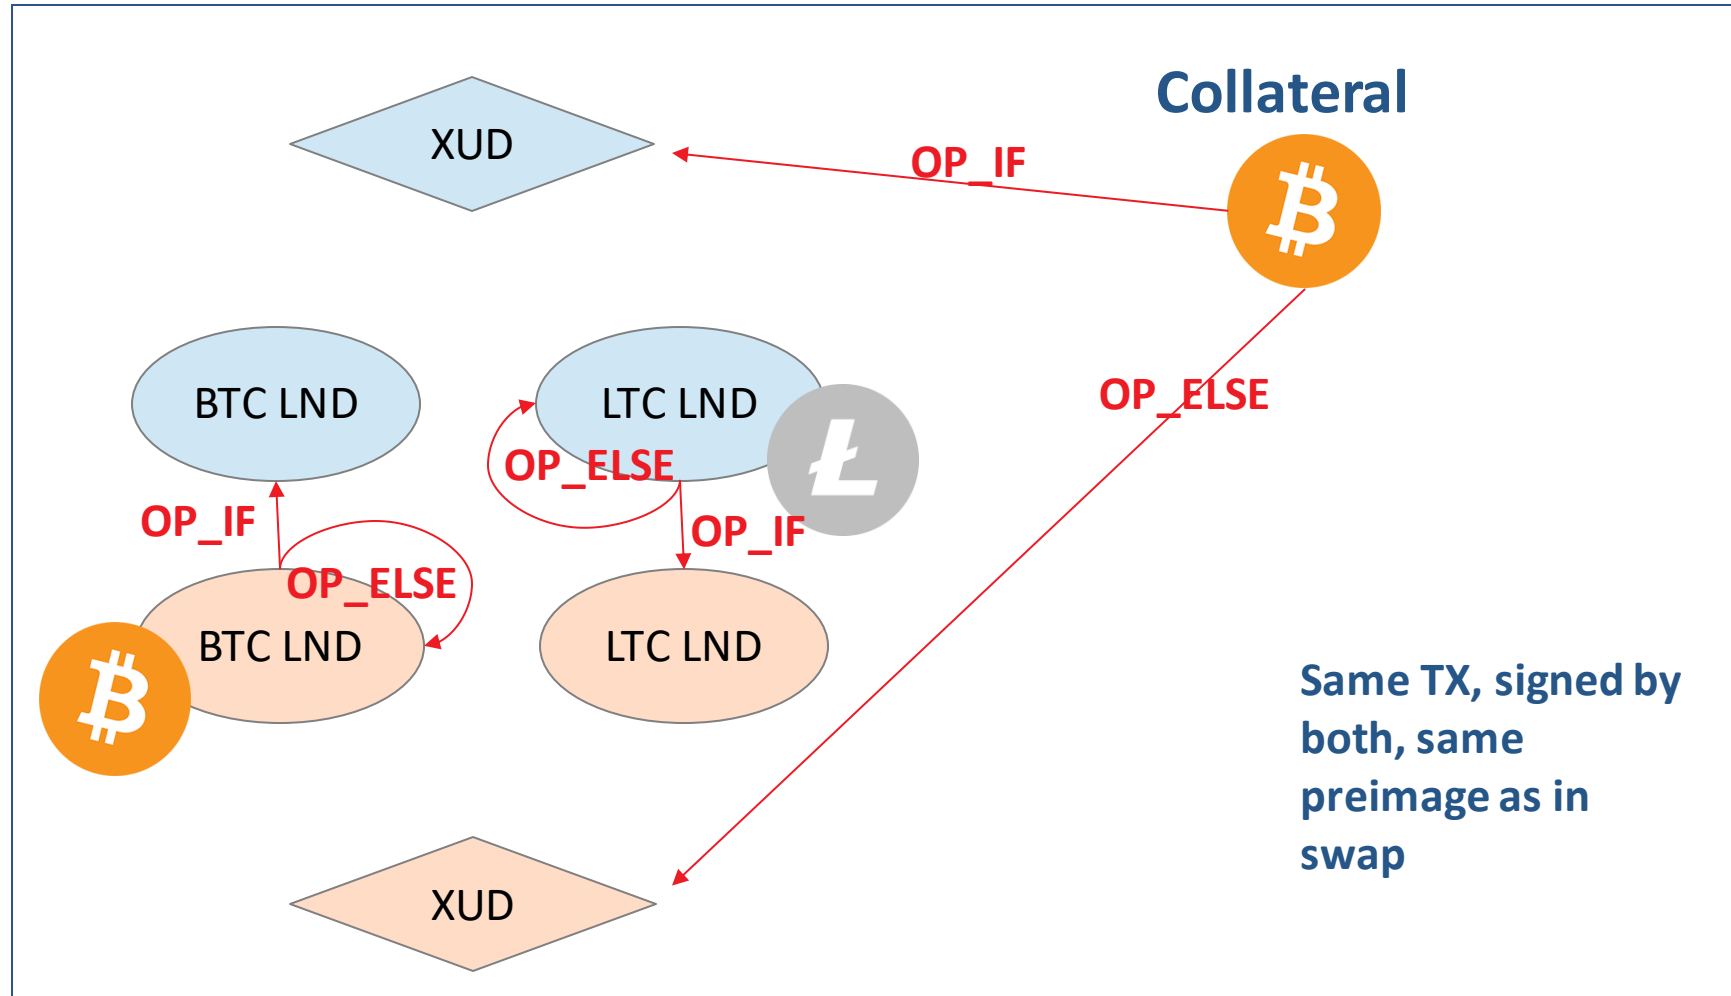 Collateral
XUD
OP_IF
BTC LND
LTC LND
OP_ELSE
OP_ELSE
OP_IF
OP_IF
OP_ELSE
BTC LND
LTC LND
Same TX, signed by
both, same
preimage as in
swap
XUD